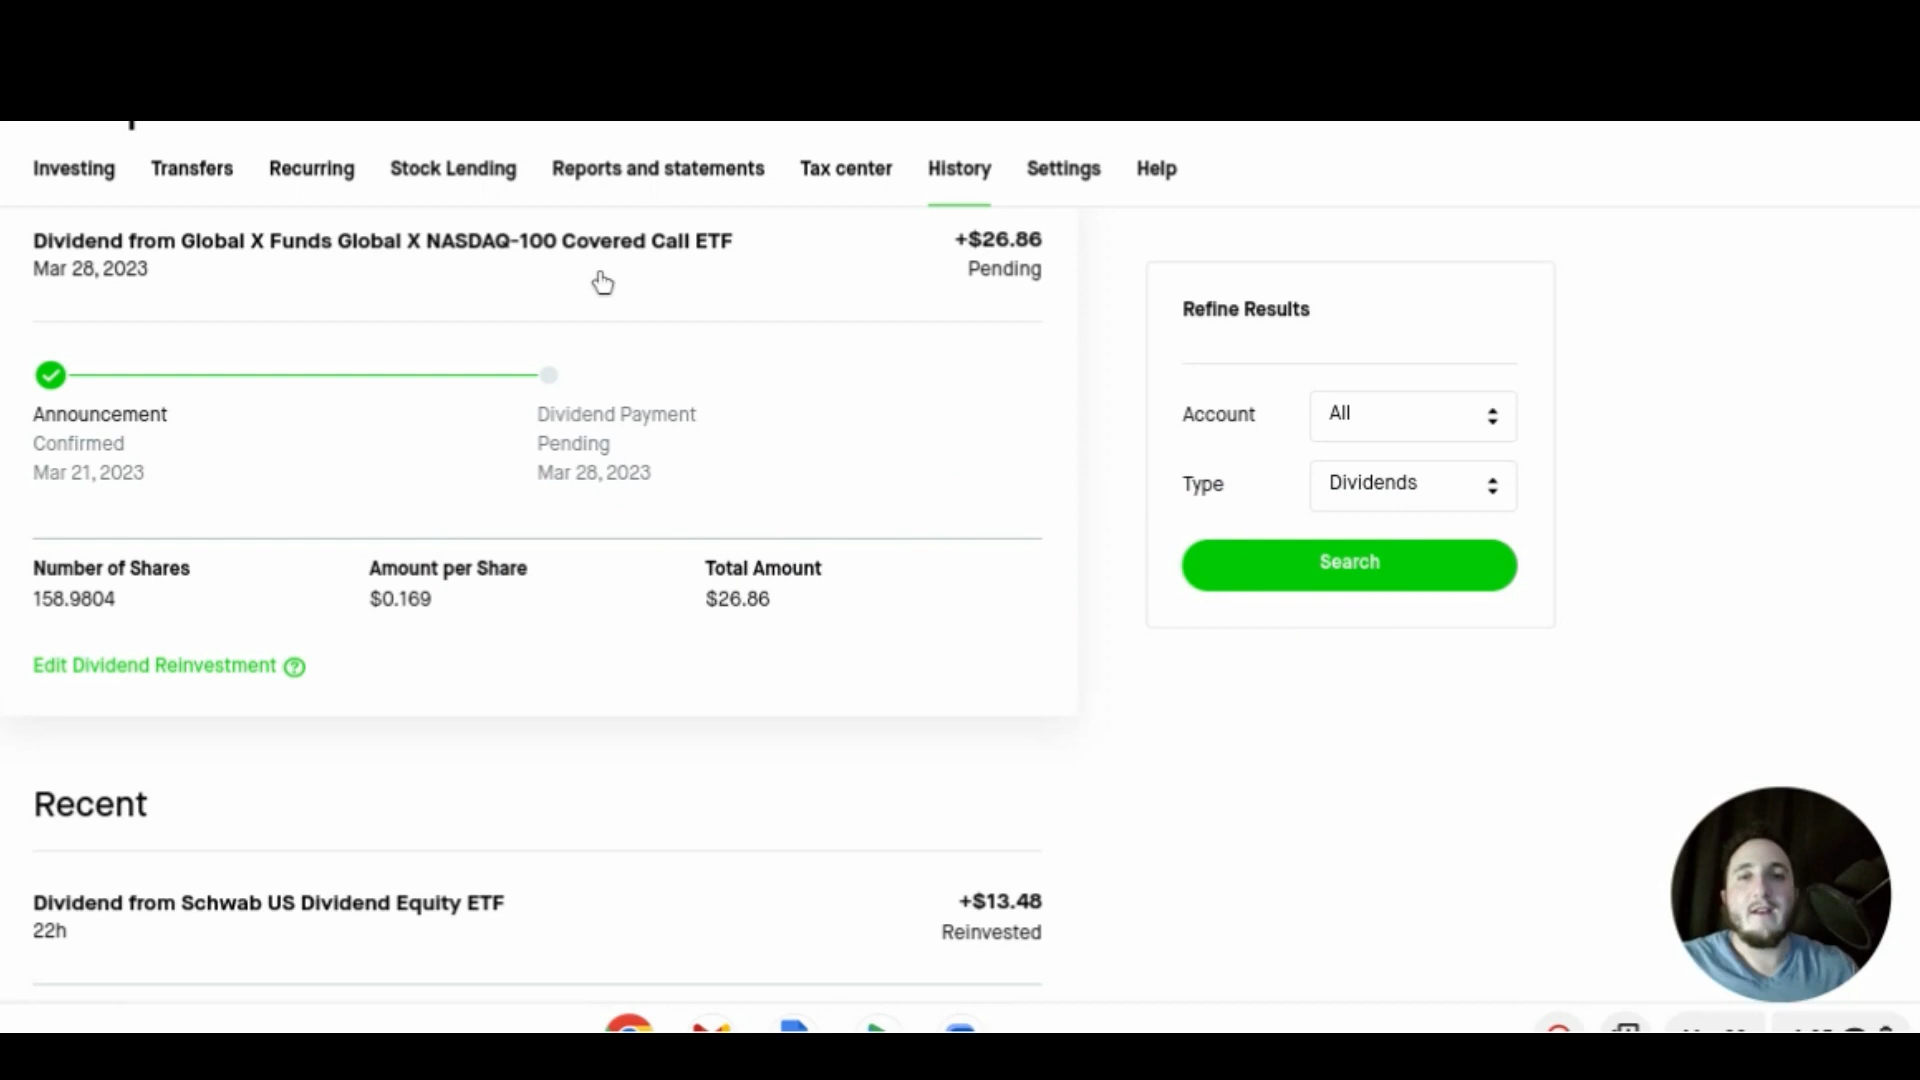 Investing Transfers Recurring Stock Lending Reports and statements Tax center History Settings Help
Dividend from Global X Funds Global X NASDAQ-100 Covered Call ETF +$26.86
Mar 28, 2023 Pending
Announcement Dividend Payment
Confirmed Pending
Mar 21, 2023 Mar 28, 2023
Number of Shares Amount per Share Total Amount
158.9804 $0.169 $26.86
Edit Dividend Reinvestment ?
Refine Results
Account All
Type Dividends
Search
Recent
Dividend from Schwab US Dividend Equity ETF +$13.48
22h Reinvested